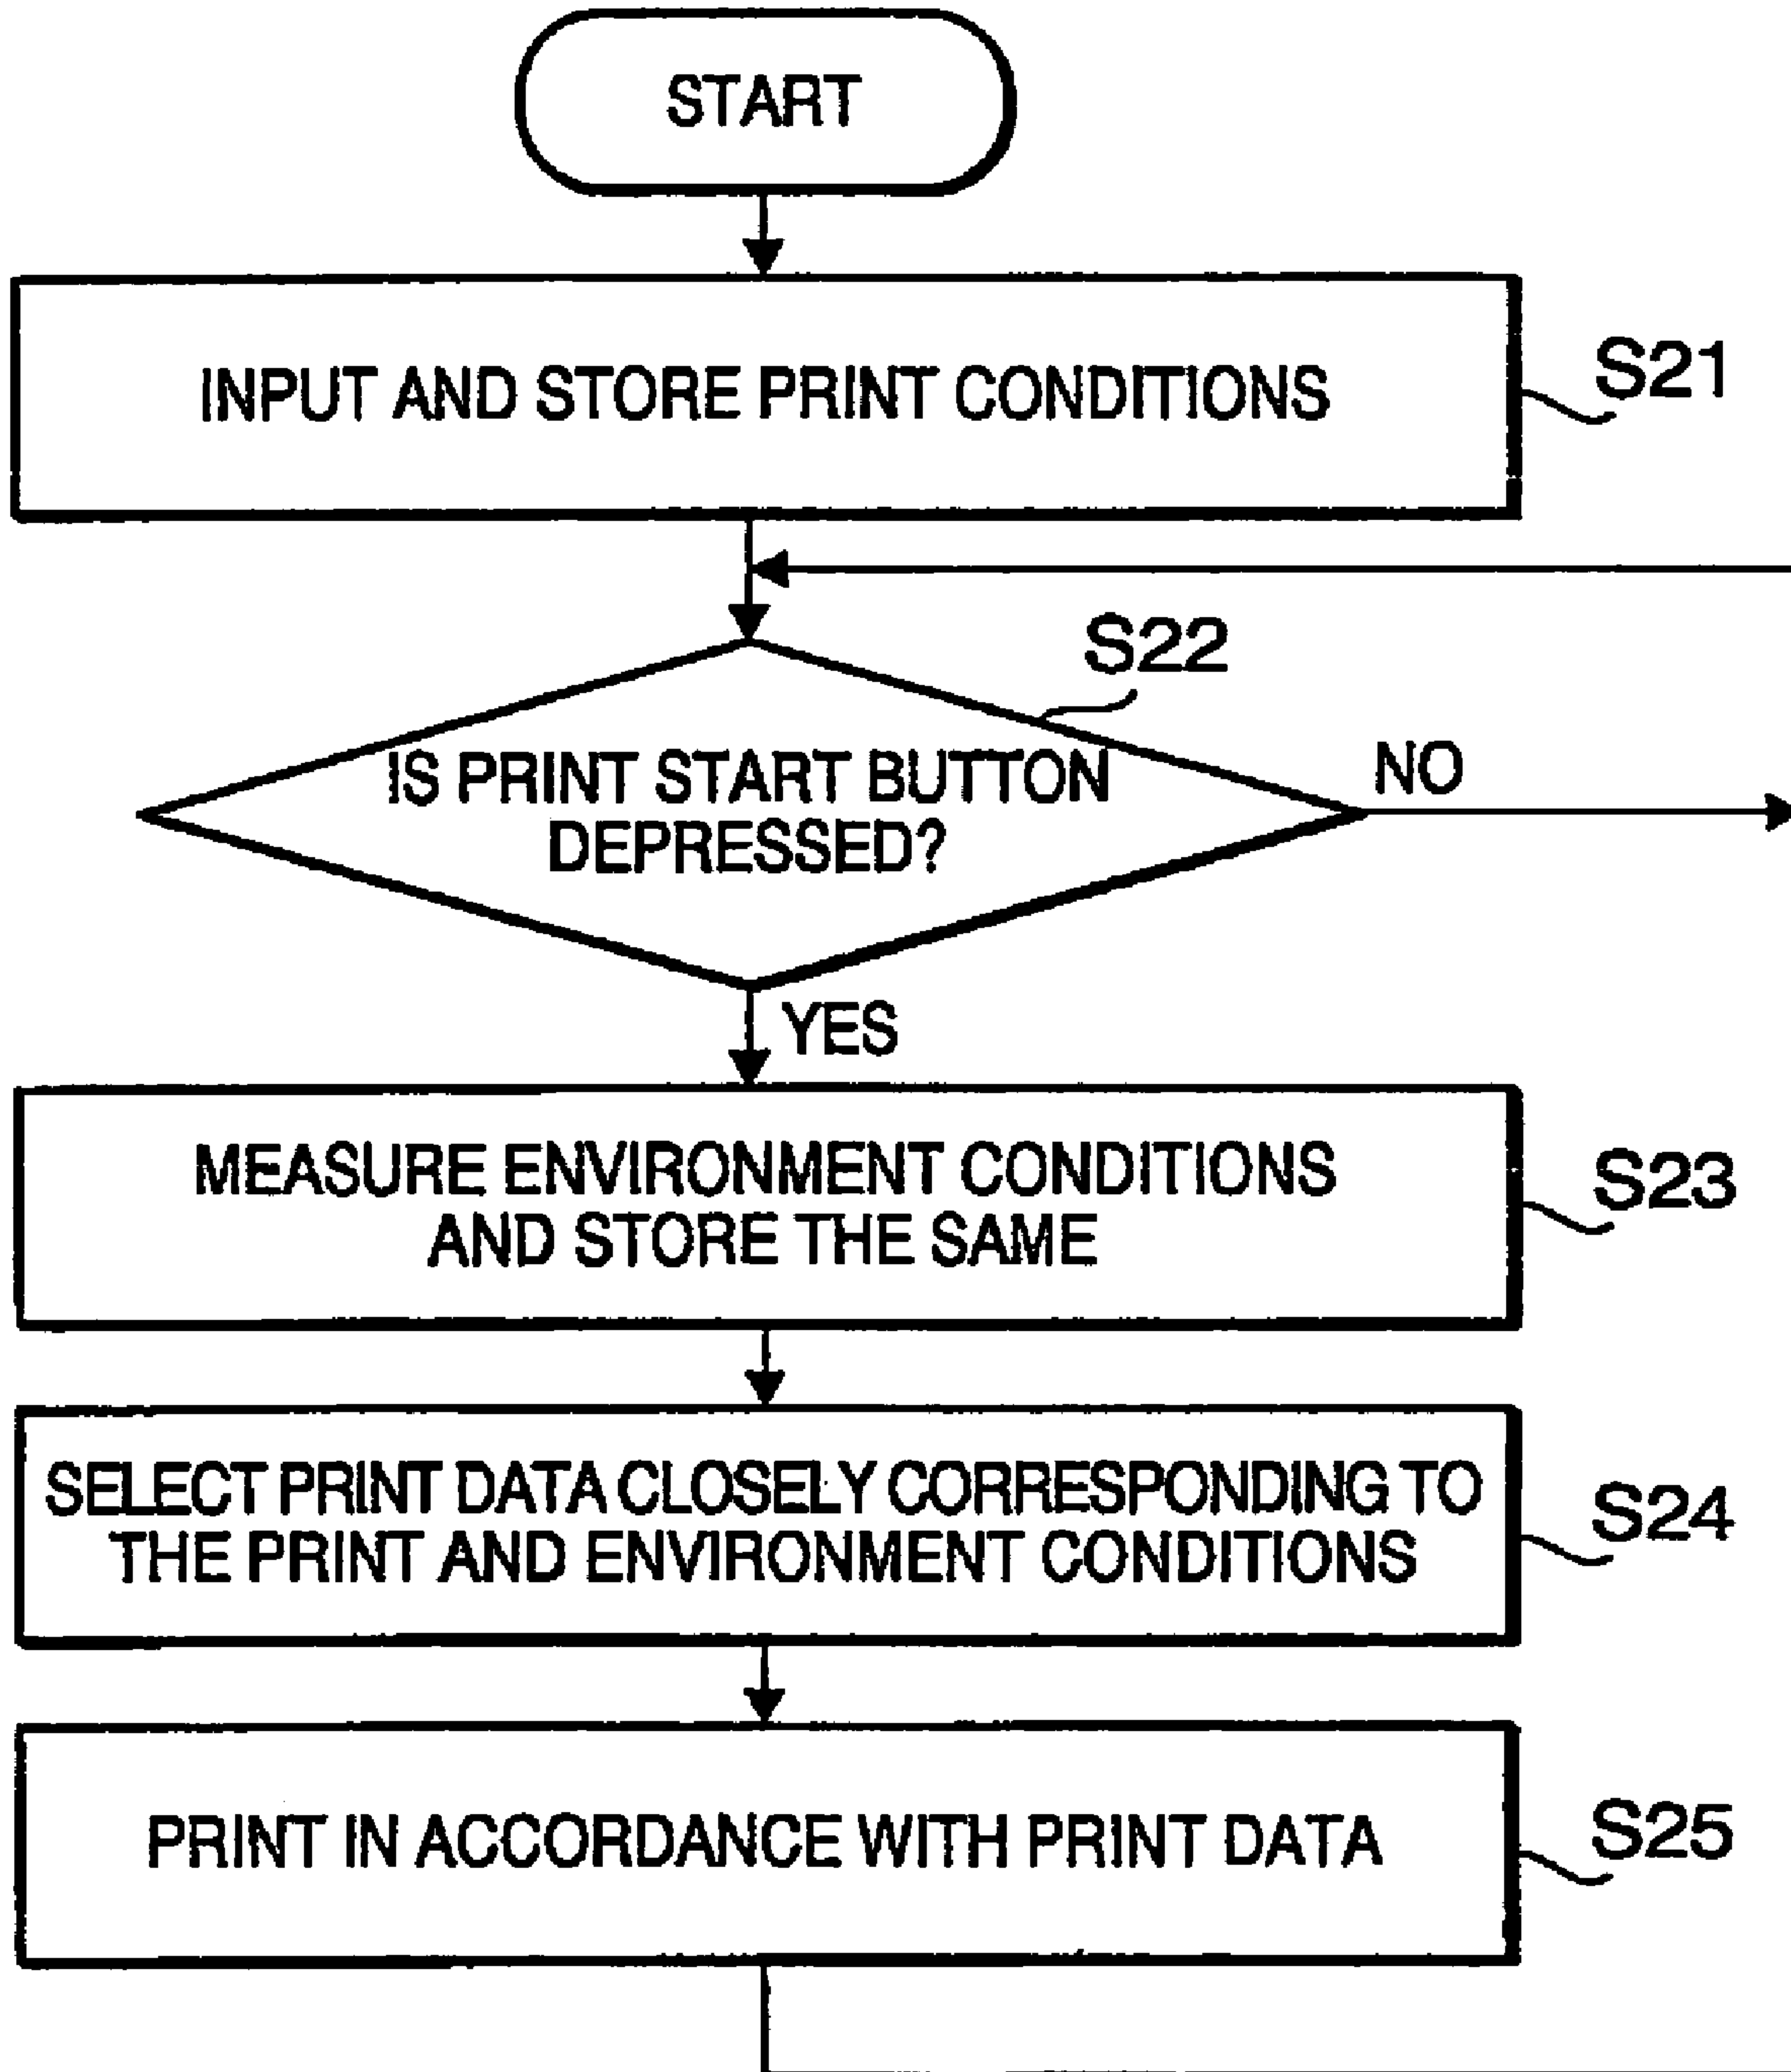 START
INPUT AND STORE PRINT CONDITIONS
S21
S22
IS PRINT START BUTTON
DEPRESSED?
NO
YES
MEASURE ENVIRONMENT CONDITIONS
AND STORE THE SAME
S23
SELECT PRINT DATA CLOSELY CORRESPONDING TO
THE PRINT AND ENVIRONMENT CONDITIONS
S24
PRINT IN ACCORDANCE WITH PRINT DATA
S25